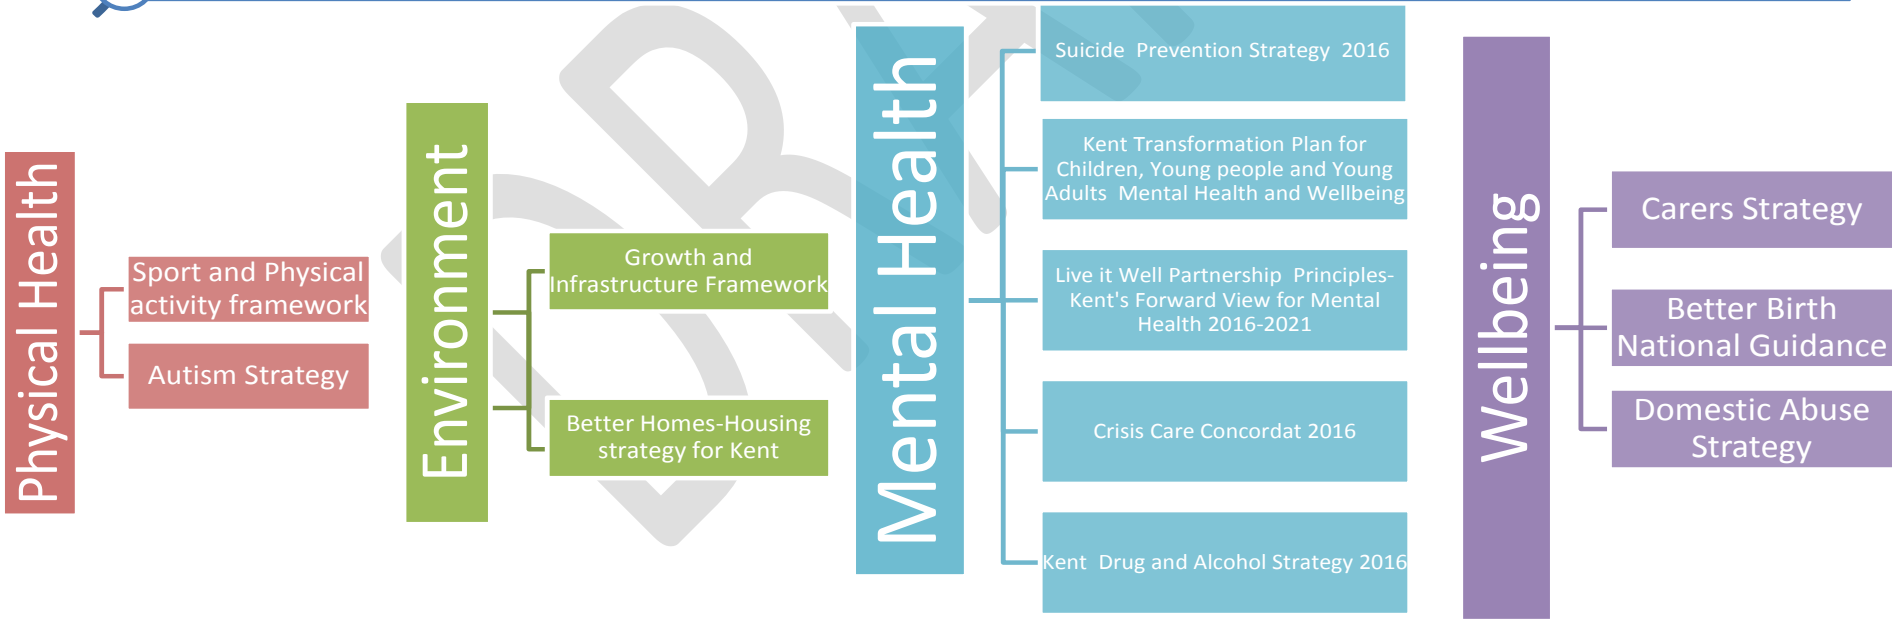 Physical Health
Sport and Physical
activity framework
Autism Strategy
Environment
Growth and
Infrastructure Framework
Better Homes-Housing
strategy for Kent
Mental Health
Suicide  Prevention Strategy  2016
Kent Transformation Plan for
Children, Young people and Young
Adults  Mental Health and Wellbeing
Live it Well Partnership  Principles-
Kent's Forward View for Mental
Health 2016-2021
Crisis Care Concordat 2016
Kent  Drug and Alcohol Strategy 2016
Wellbeing
Carers Strategy
Better Birth
National Guidance
Domestic Abuse
Strategy